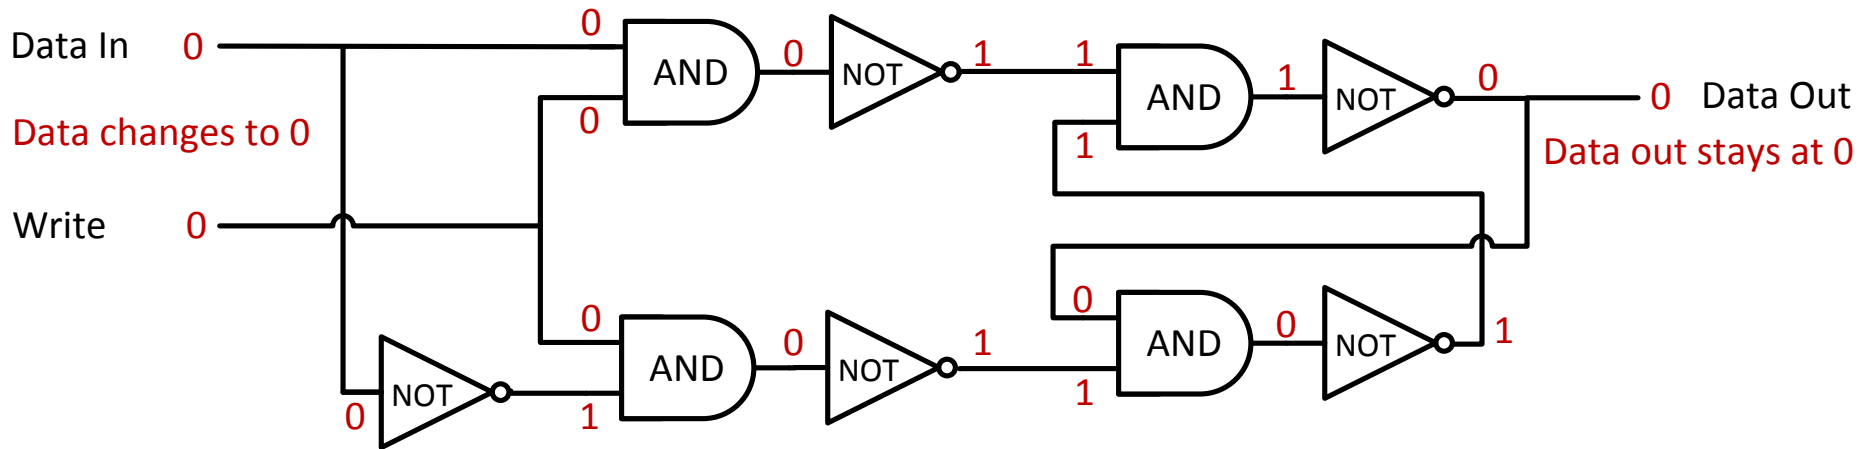 Data In 0 0 AND 0 NOT 1 1 AND 1 NOT 0 0 Data Out
0 1
Data changes to 0
Data out stays at 0
Write 0
0 AND 0 NOT 1 0 AND 0 NOT 1
0 NOT 1 1